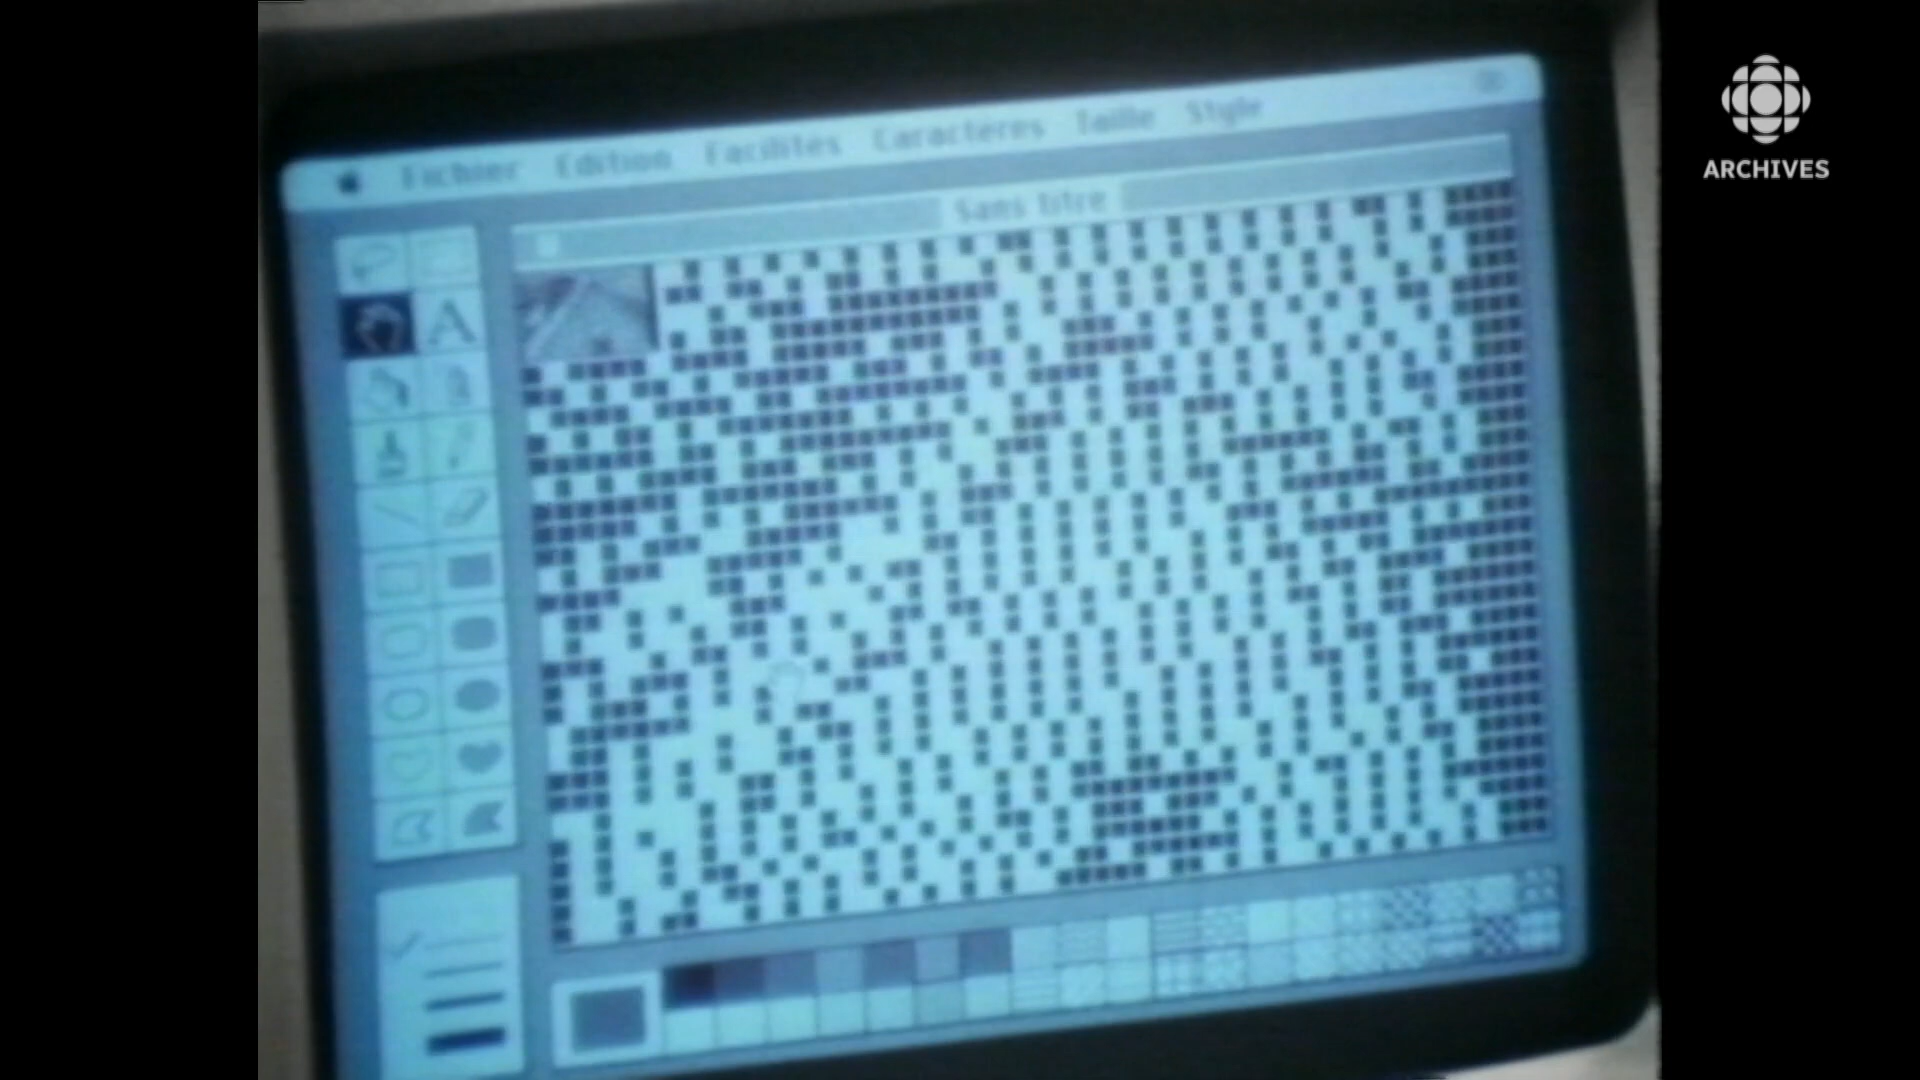 Fichier Edition Facilités Caractères Taille Style
Sans titre
A
ARCHIVES